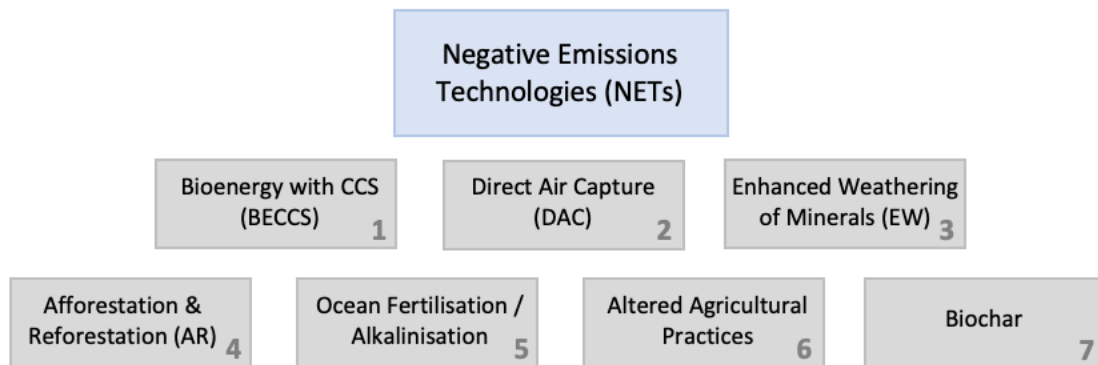 Negative Emissions
Technologies (NETs)
Bioenergy with CCS
(BECCS)
1
Direct Air Capture
(DAC)
2
Enhanced Weathering
of Minerals (EW)
3
Afforestation &
Reforestation (AR)
4
Ocean Fertilisation /
Alkalinisation
5
Altered Agricultural
Practices
6
Biochar
7